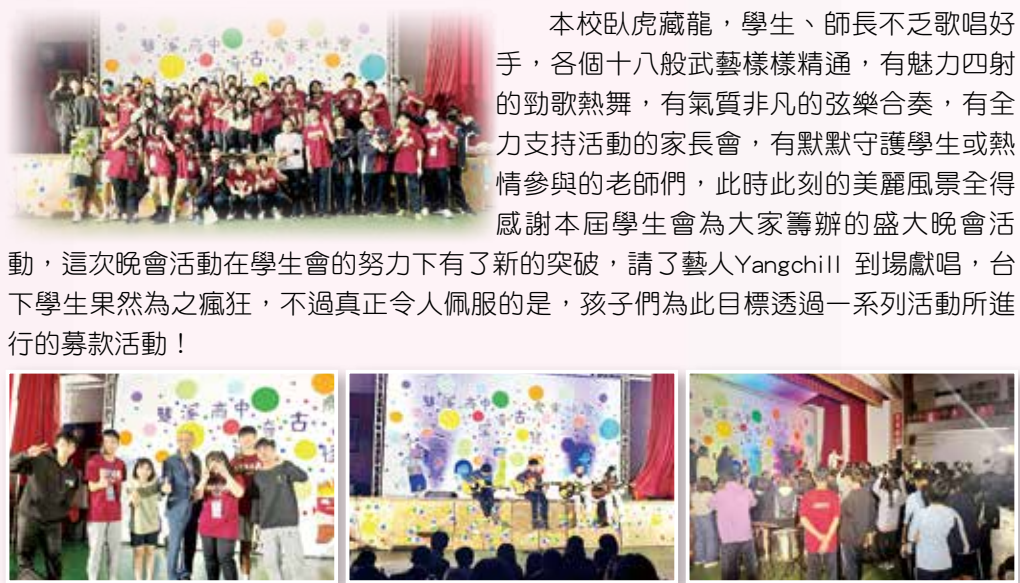 本校臥虎藏龍，學生、師長不乏歌唱好
手，各個十八般武藝樣樣精通，有魅力四射
的勁歌熱舞，有氣質非凡的弦樂合奏，有全
力支持活動的家長會，有默默守護學生或熱
情參與的老師們，此時此刻的美麗風景全得
感謝本屆學生會為大家籌辦的盛大晚會活
動，這次晚會活動在學生會的努力下有了新的突破，請了藝人Yangchill 到場獻唱，台
下學生果然為之瘋狂，不過真正令人佩服的是，孩子們為此目標透過一系列活動所進
行的募款活動！